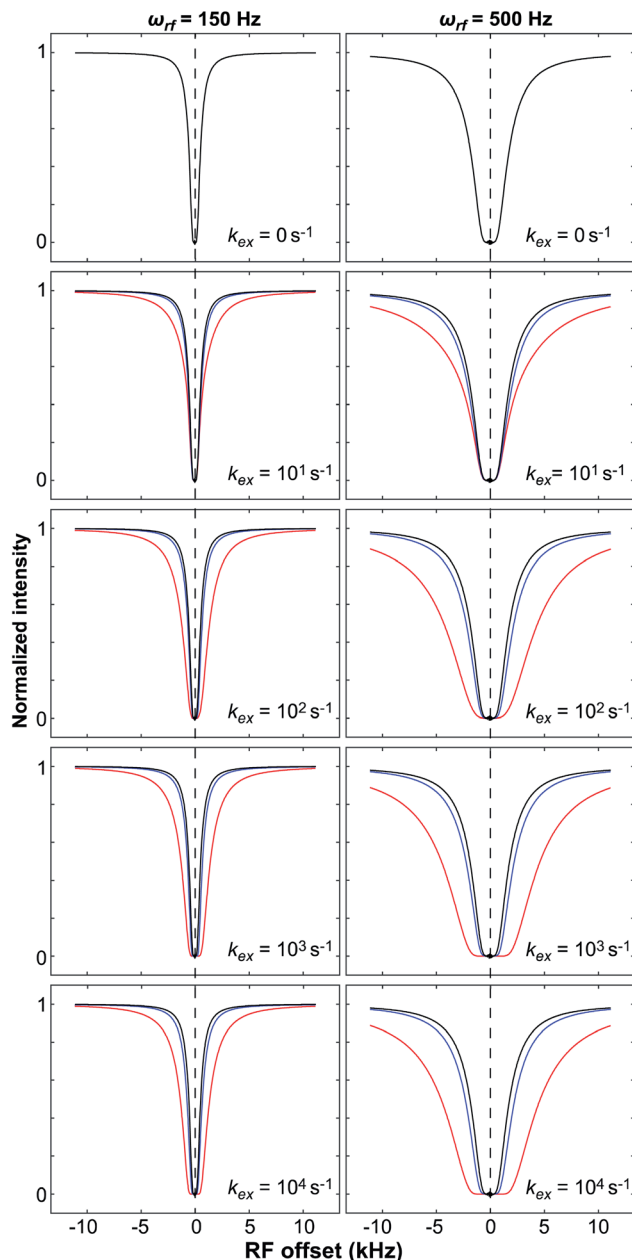 ωrf = 150 Hz ωrf = 500 Hz
1
0
kex = 0 s-1 kex = 0 s-1
1
0
kex = 10¹ s-1 kex= 10¹ s-1
1
0
kex = 10² s-1 kex = 10² s-1
1
0
kex = 10³ s-1 kex = 10³ s-1
1
0
kex = 10⁴ s-1 kex = 10⁴ s-1
Normalized intensity
-10 -5 0 5 10 -10 -5 0 5 10
RF offset (kHz)